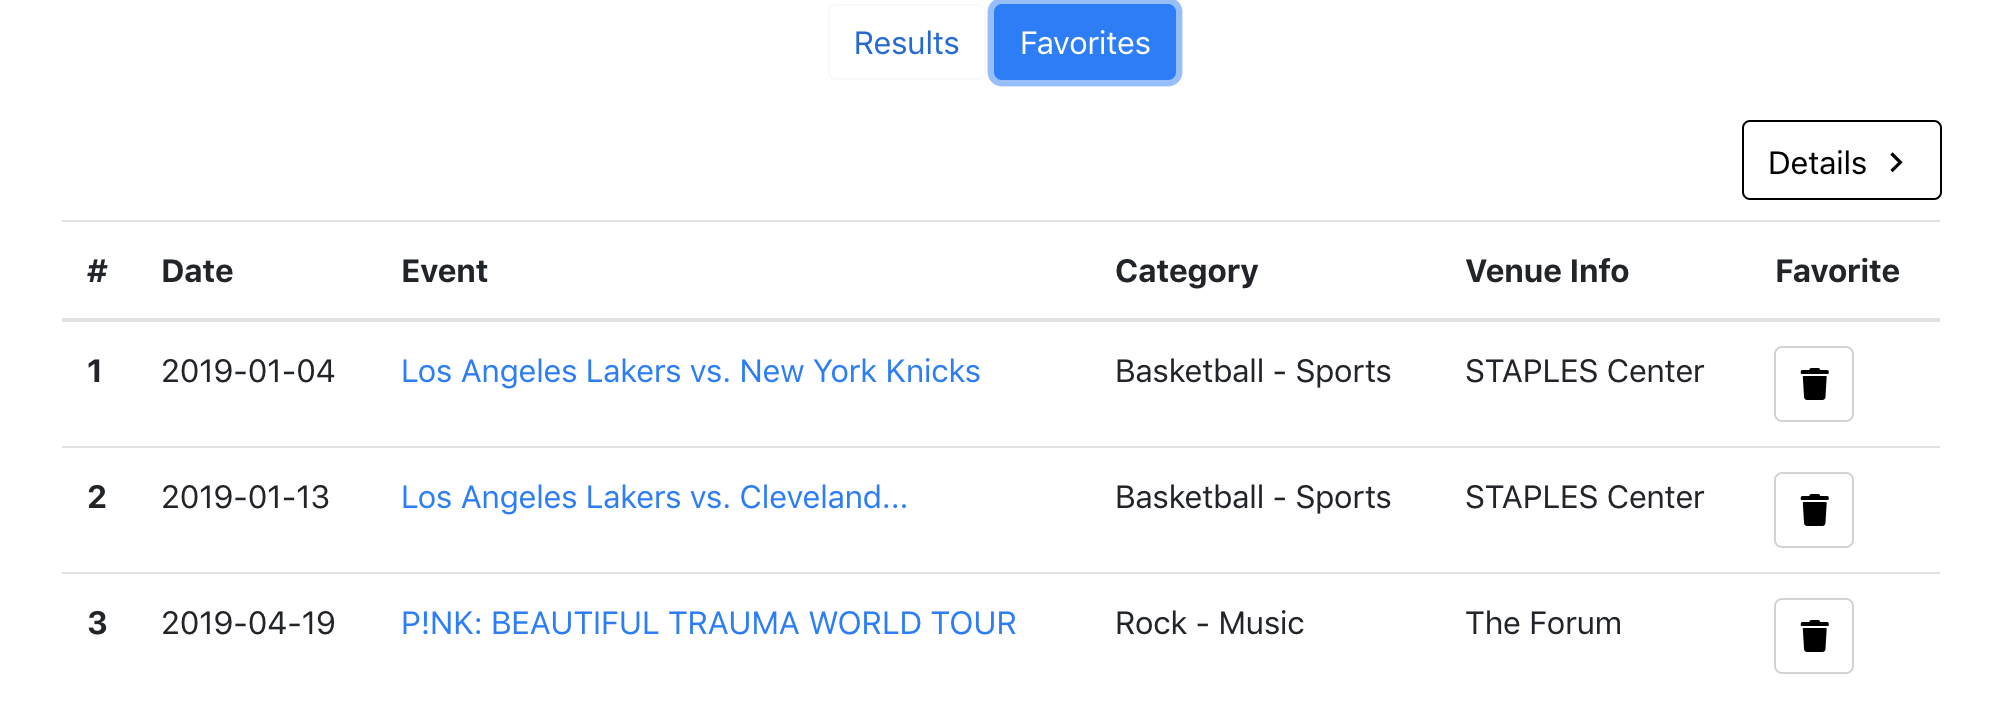 Results Favorites
Details
# Date Event Category Venue Info Favorite
1 2019-01-04 Los Angeles Lakers vs. New York Knicks Basketball - Sports STAPLES Center
2 2019-01-13 Los Angeles Lakers vs. Cleveland... Basketball - Sports STAPLES Center
3 2019-04-19 P!NK: BEAUTIFUL TRAUMA WORLD TOUR Rock - Music The Forum